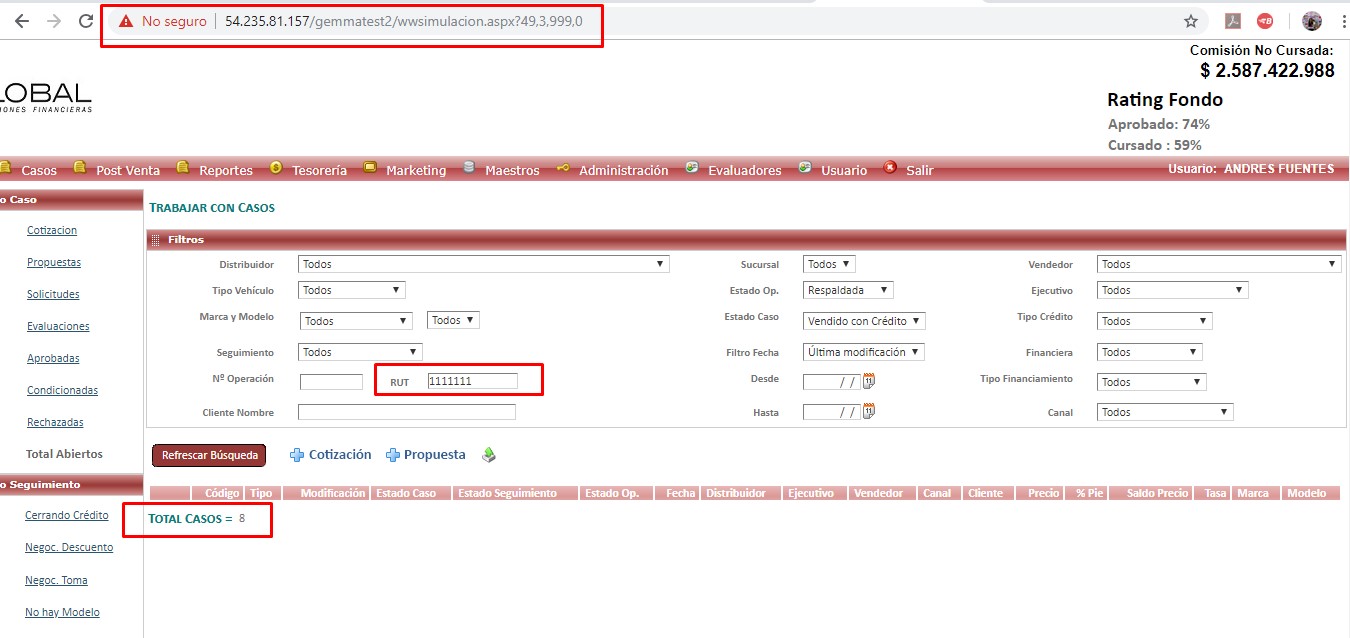 No seguro 54.235.81.157/gemmatest2/wwsimulacion.aspx?49,3,999,0
Comisión No Cursada:
$ 2.587.422.988
LOBAL
IONES FINANCIERAS
Rating Fondo
Aprobado: 74%
Cursado : 59%
Casos Post Venta Reportes Tesorería Marketing Maestros Administración Evaluadores Usuario Salir Usuario: ANDRES FUENTES
o Caso
Cotizacion
Propuestas
Solicitudes
Evaluaciones
Aprobadas
Condicionadas
Rechazadas
Total Abiertos
o Seguimiento
Cerrando Crédito
Negoc. Descuento
Negoc. Toma
No hay Modelo
TRABAJAR CON CASOS
Filtros
Distribuidor Todos Sucursal Todos Vendedor Todos
Tipo Vehículo Todos Estado Op. Respaldada Ejecutivo Todos
Marca y Modelo Todos Todos Estado Caso Vendido con Crédito Tipo Crédito Todos
Seguimiento Todos Filtro Fecha Última modificación Financiera Todos
Nº Operación RUT 1111111 Desde / / Tipo Financiamiento Todos
Cliente Nombre Hasta / / Canal Todos
Refrescar Búsqueda Cotización Propuesta
Código Tipo Modificación Estado Caso Estado Seguimiento Estado Op. Fecha Distribuidor Ejecutivo Vendedor Canal Cliente Precio % Pie Saldo Precio Tasa Marca Modelo
TOTAL CASOS = 8